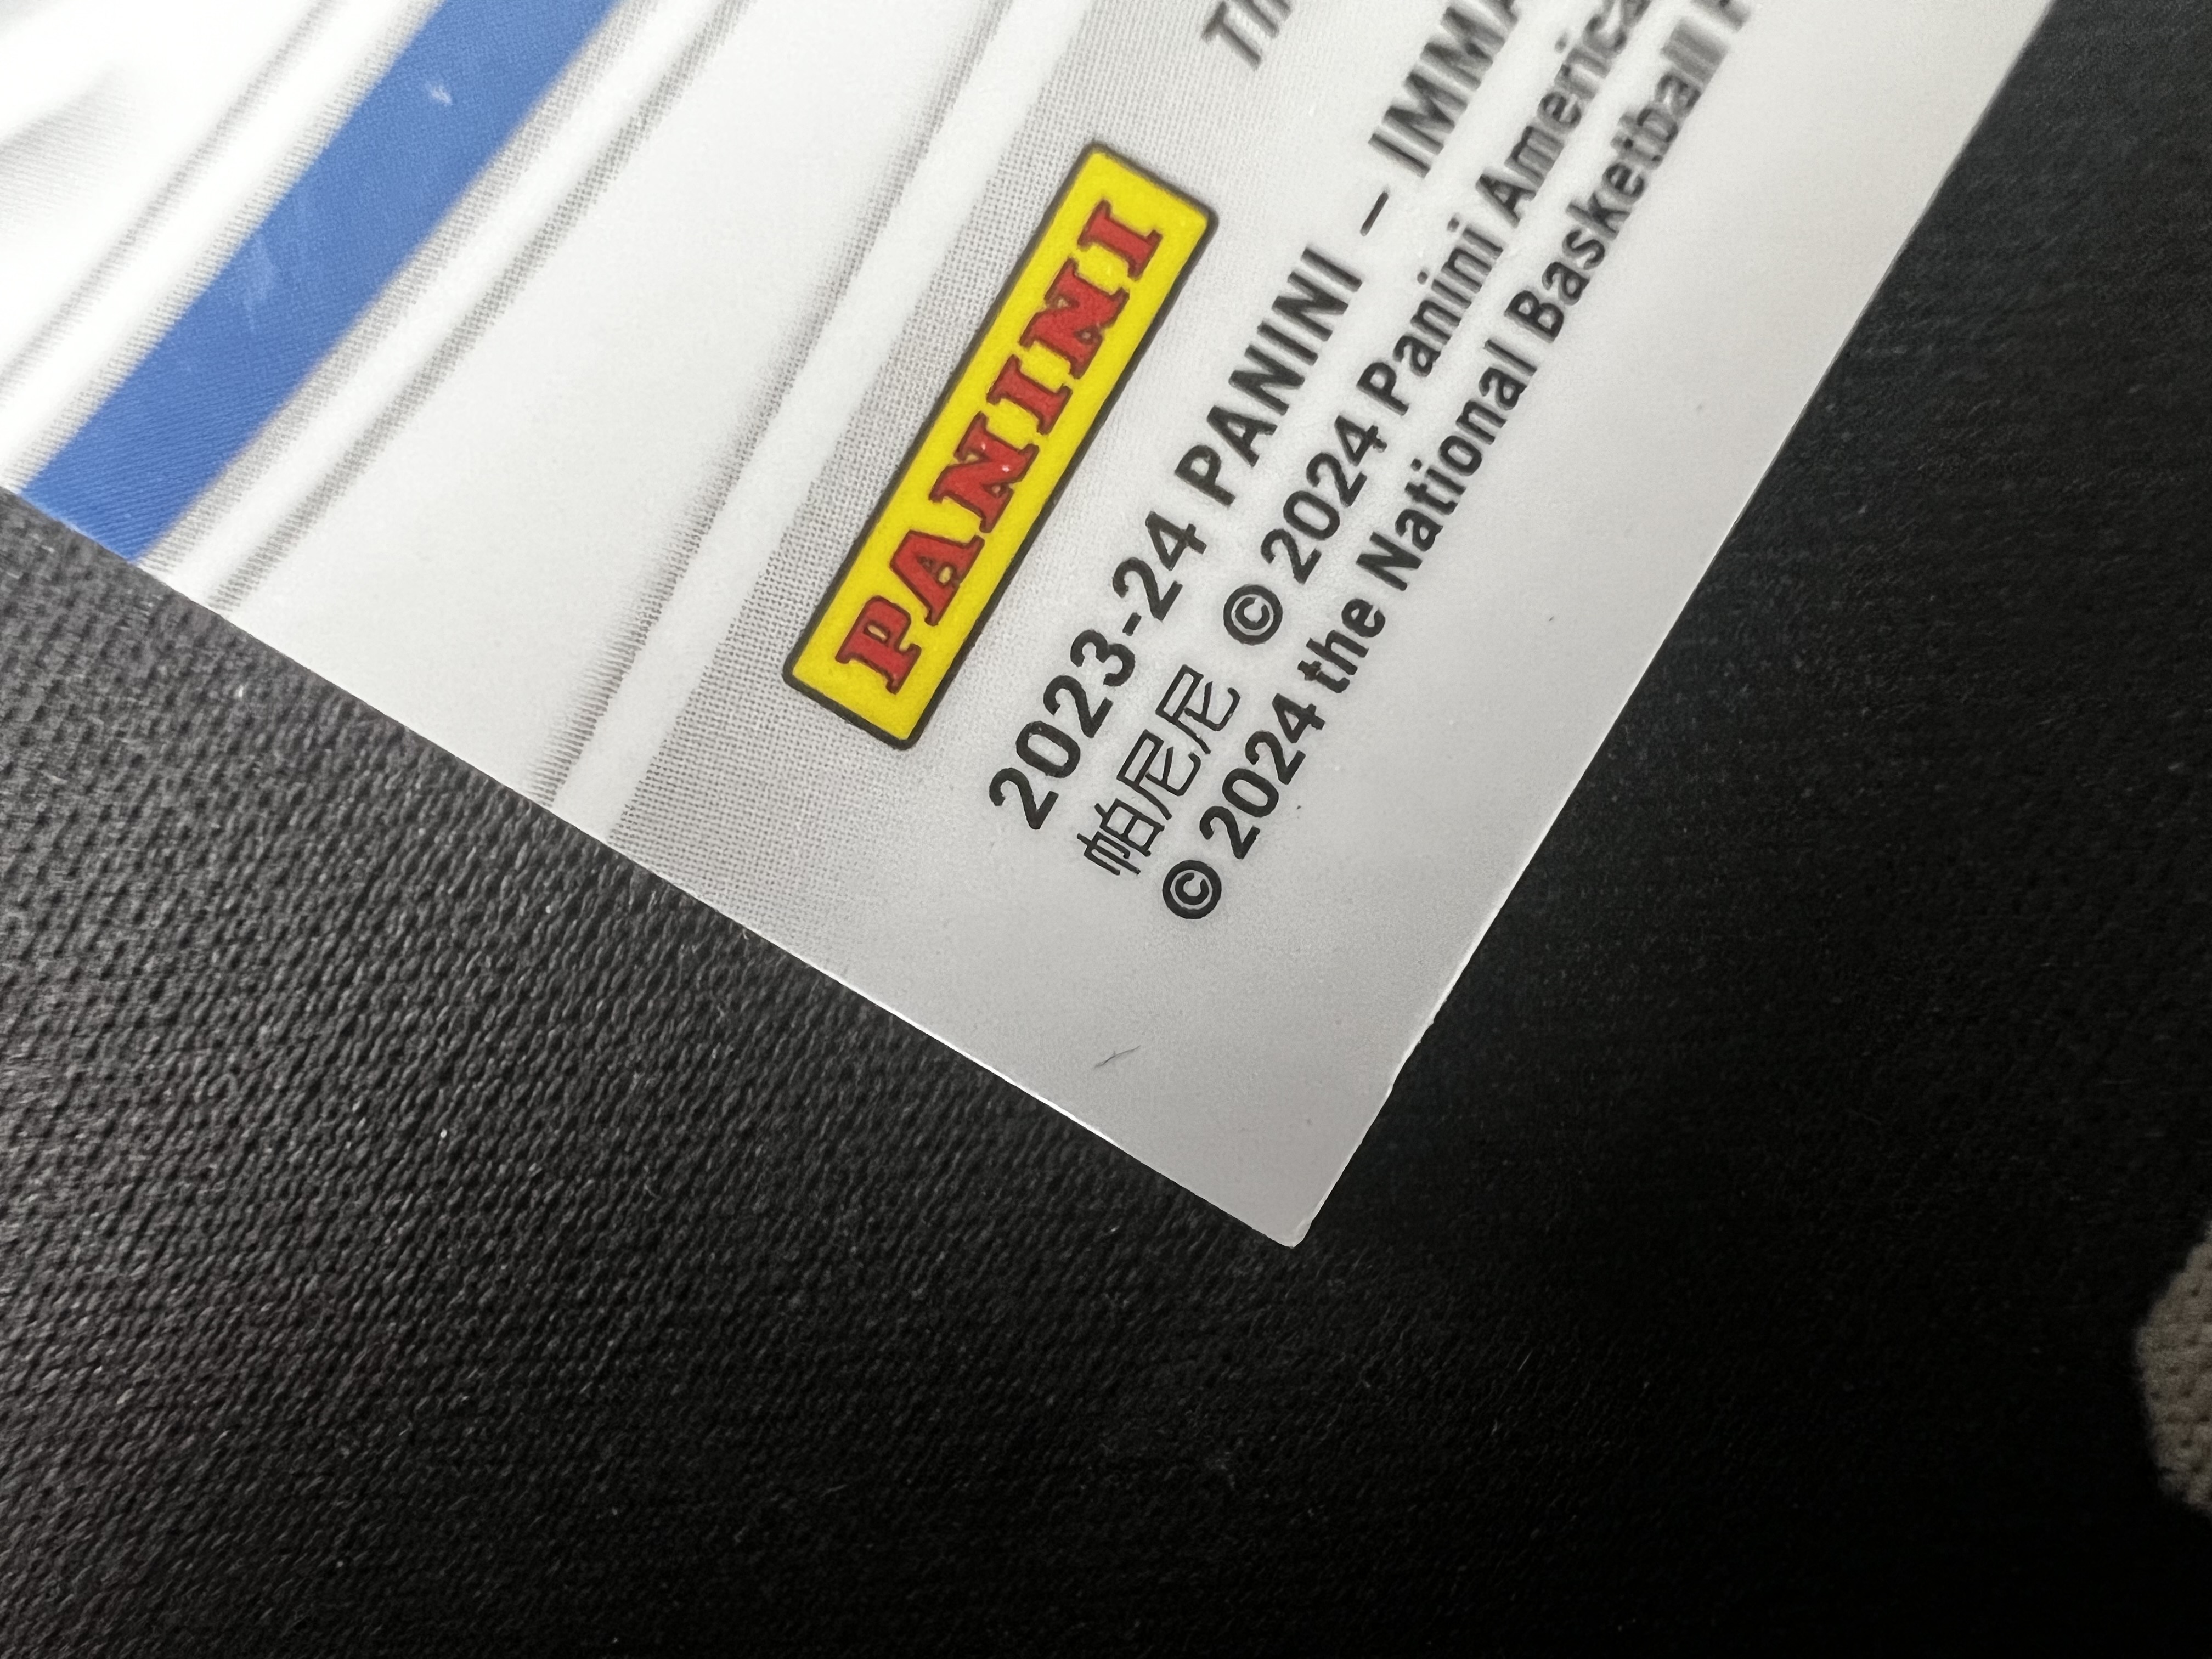 PANINI
2023-24 PANINI – IMMA
帕尼尼 © 2024 Panini America
© 2024 the National Basketball